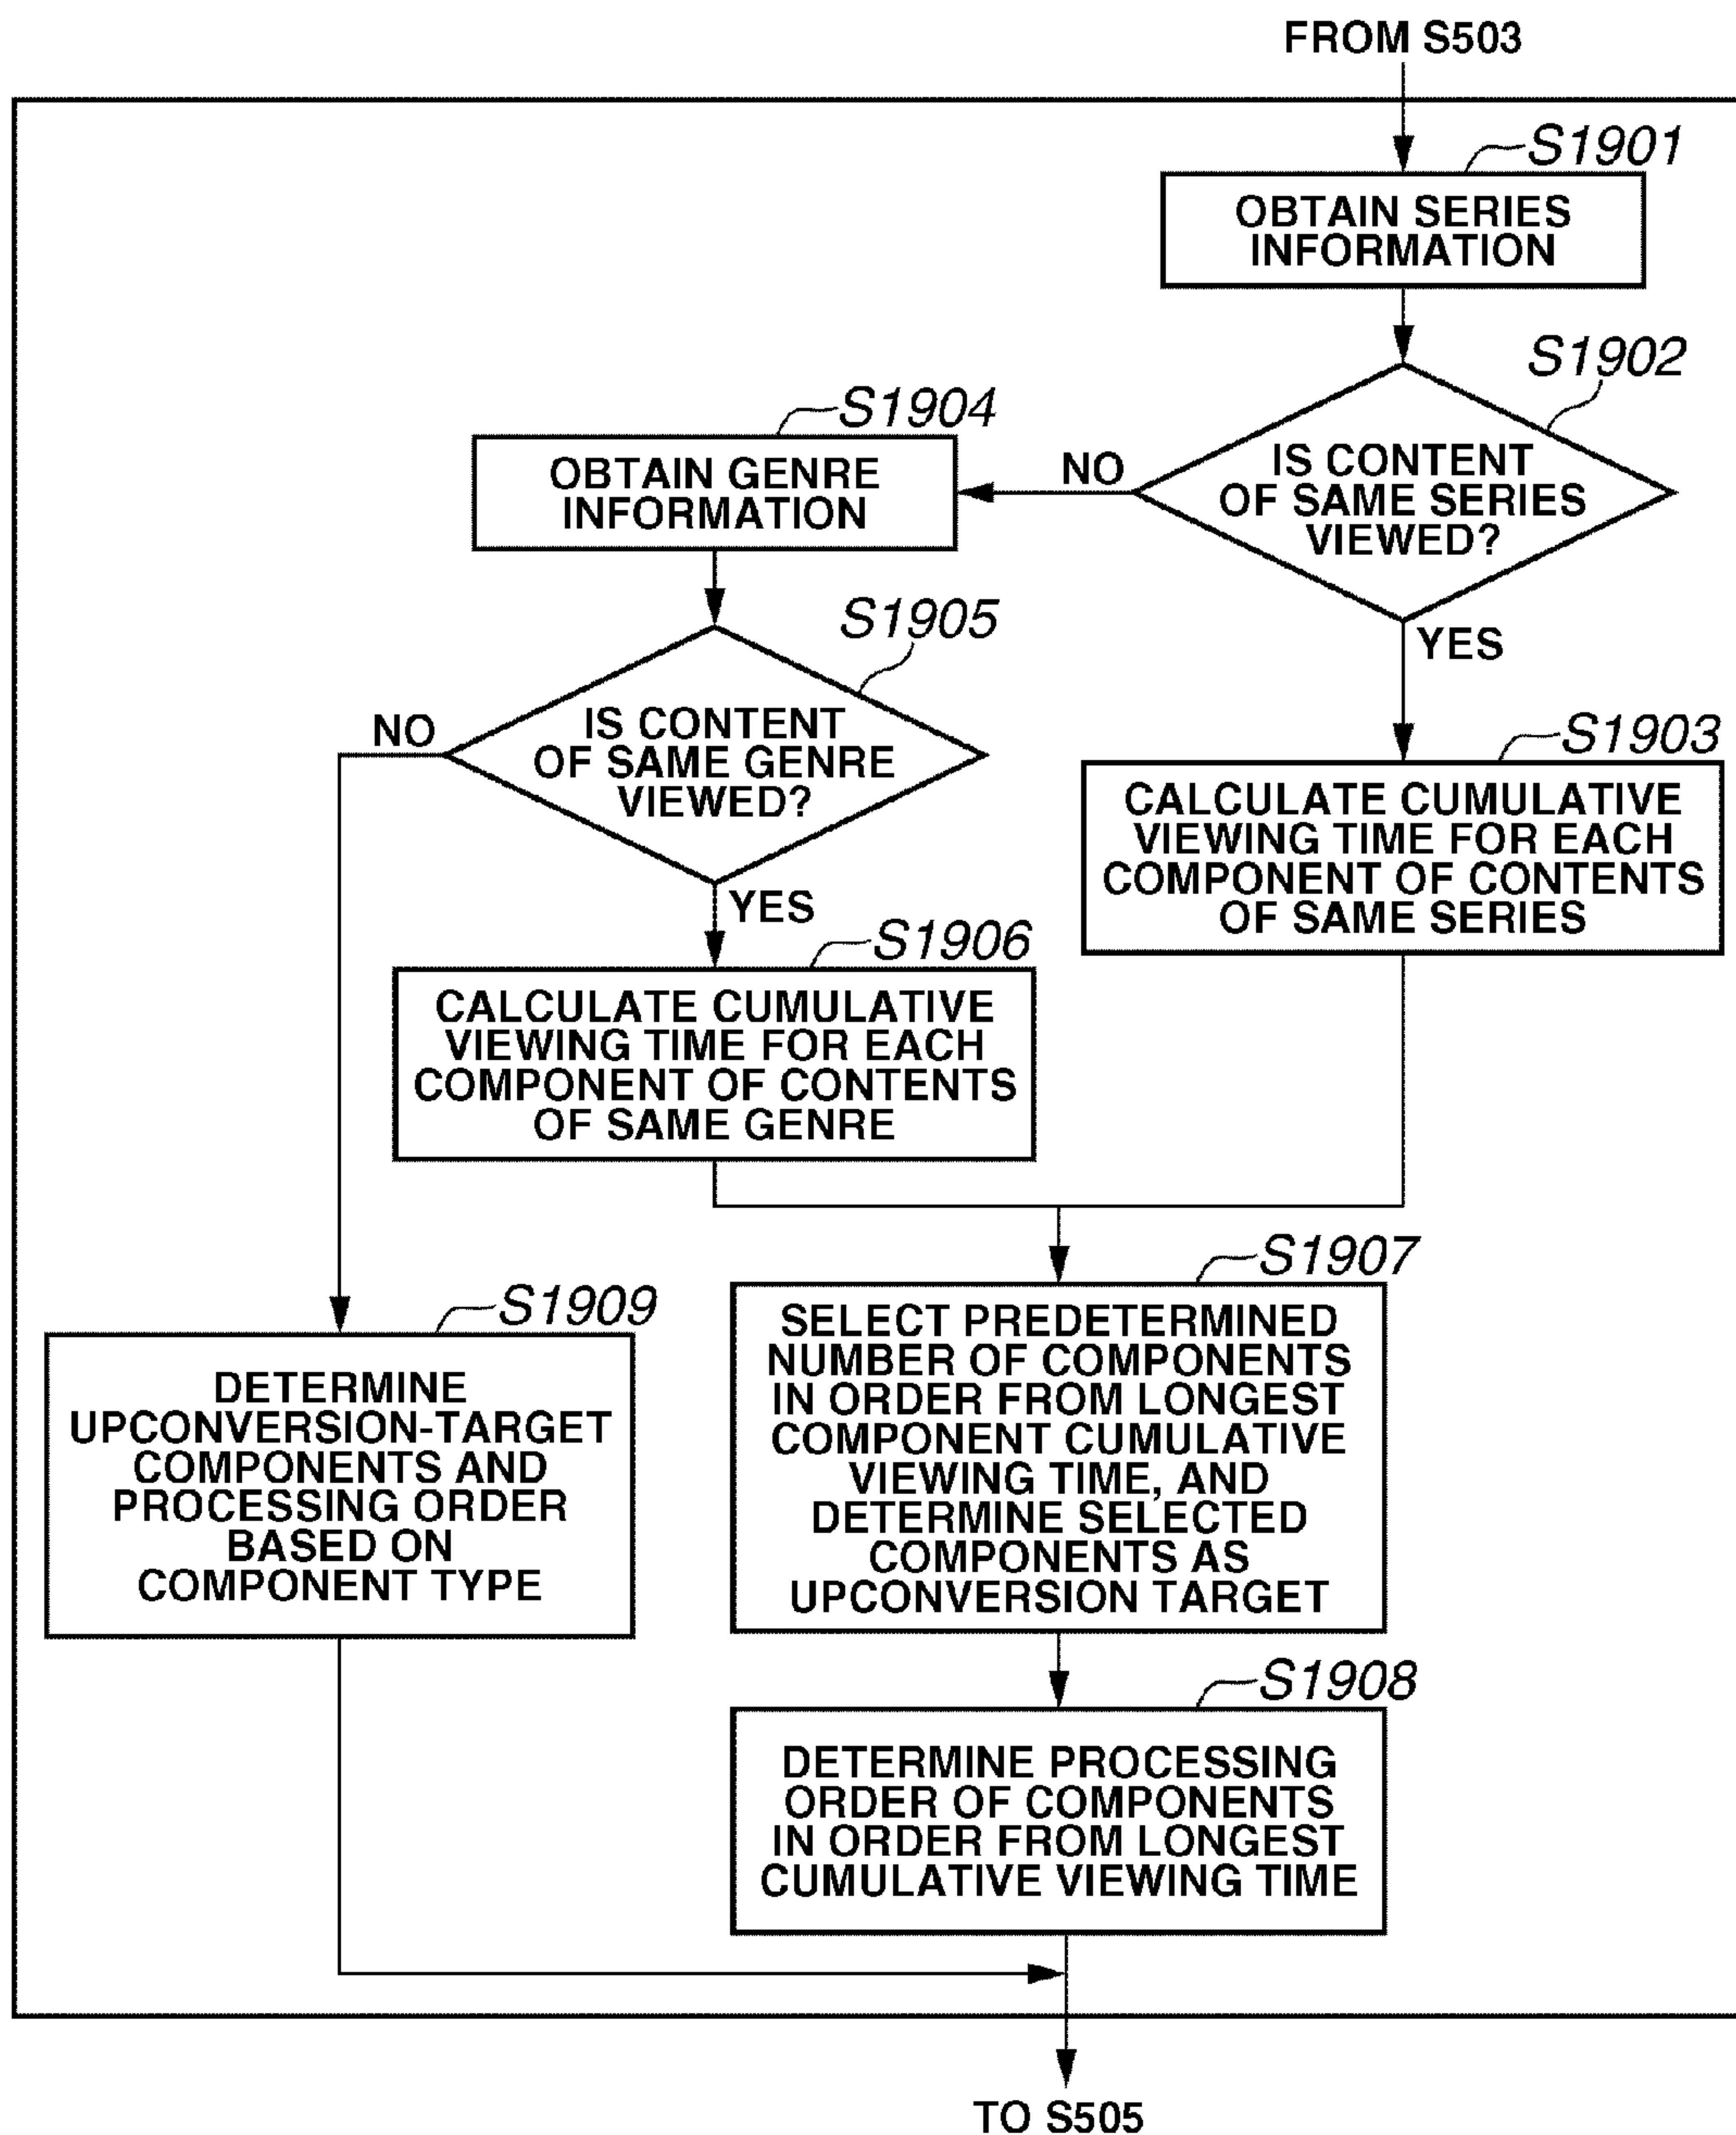 FROM S503
S1901
OBTAIN SERIES
INFORMATION
S1902
IS CONTENT
OF SAME SERIES
VIEWED?
NO
YES
S1904
OBTAIN GENRE
INFORMATION
S1905
IS CONTENT
OF SAME GENRE
VIEWED?
NO
YES
S1903
CALCULATE CUMULATIVE
VIEWING TIME FOR EACH
COMPONENT OF CONTENTS
OF SAME SERIES
S1906
CALCULATE CUMULATIVE
VIEWING TIME FOR EACH
COMPONENT OF CONTENTS
OF SAME GENRE
S1907
SELECT PREDETERMINED
NUMBER OF COMPONENTS
IN ORDER FROM LONGEST
COMPONENT CUMULATIVE
VIEWING TIME, AND
DETERMINE SELECTED
COMPONENTS AS
UPCONVERSION TARGET
S1909
DETERMINE
UPCONVERSION-TARGET
COMPONENTS AND
PROCESSING ORDER
BASED ON
COMPONENT TYPE
S1908
DETERMINE PROCESSING
ORDER OF COMPONENTS
IN ORDER FROM LONGEST
CUMULATIVE VIEWING TIME
TO S505